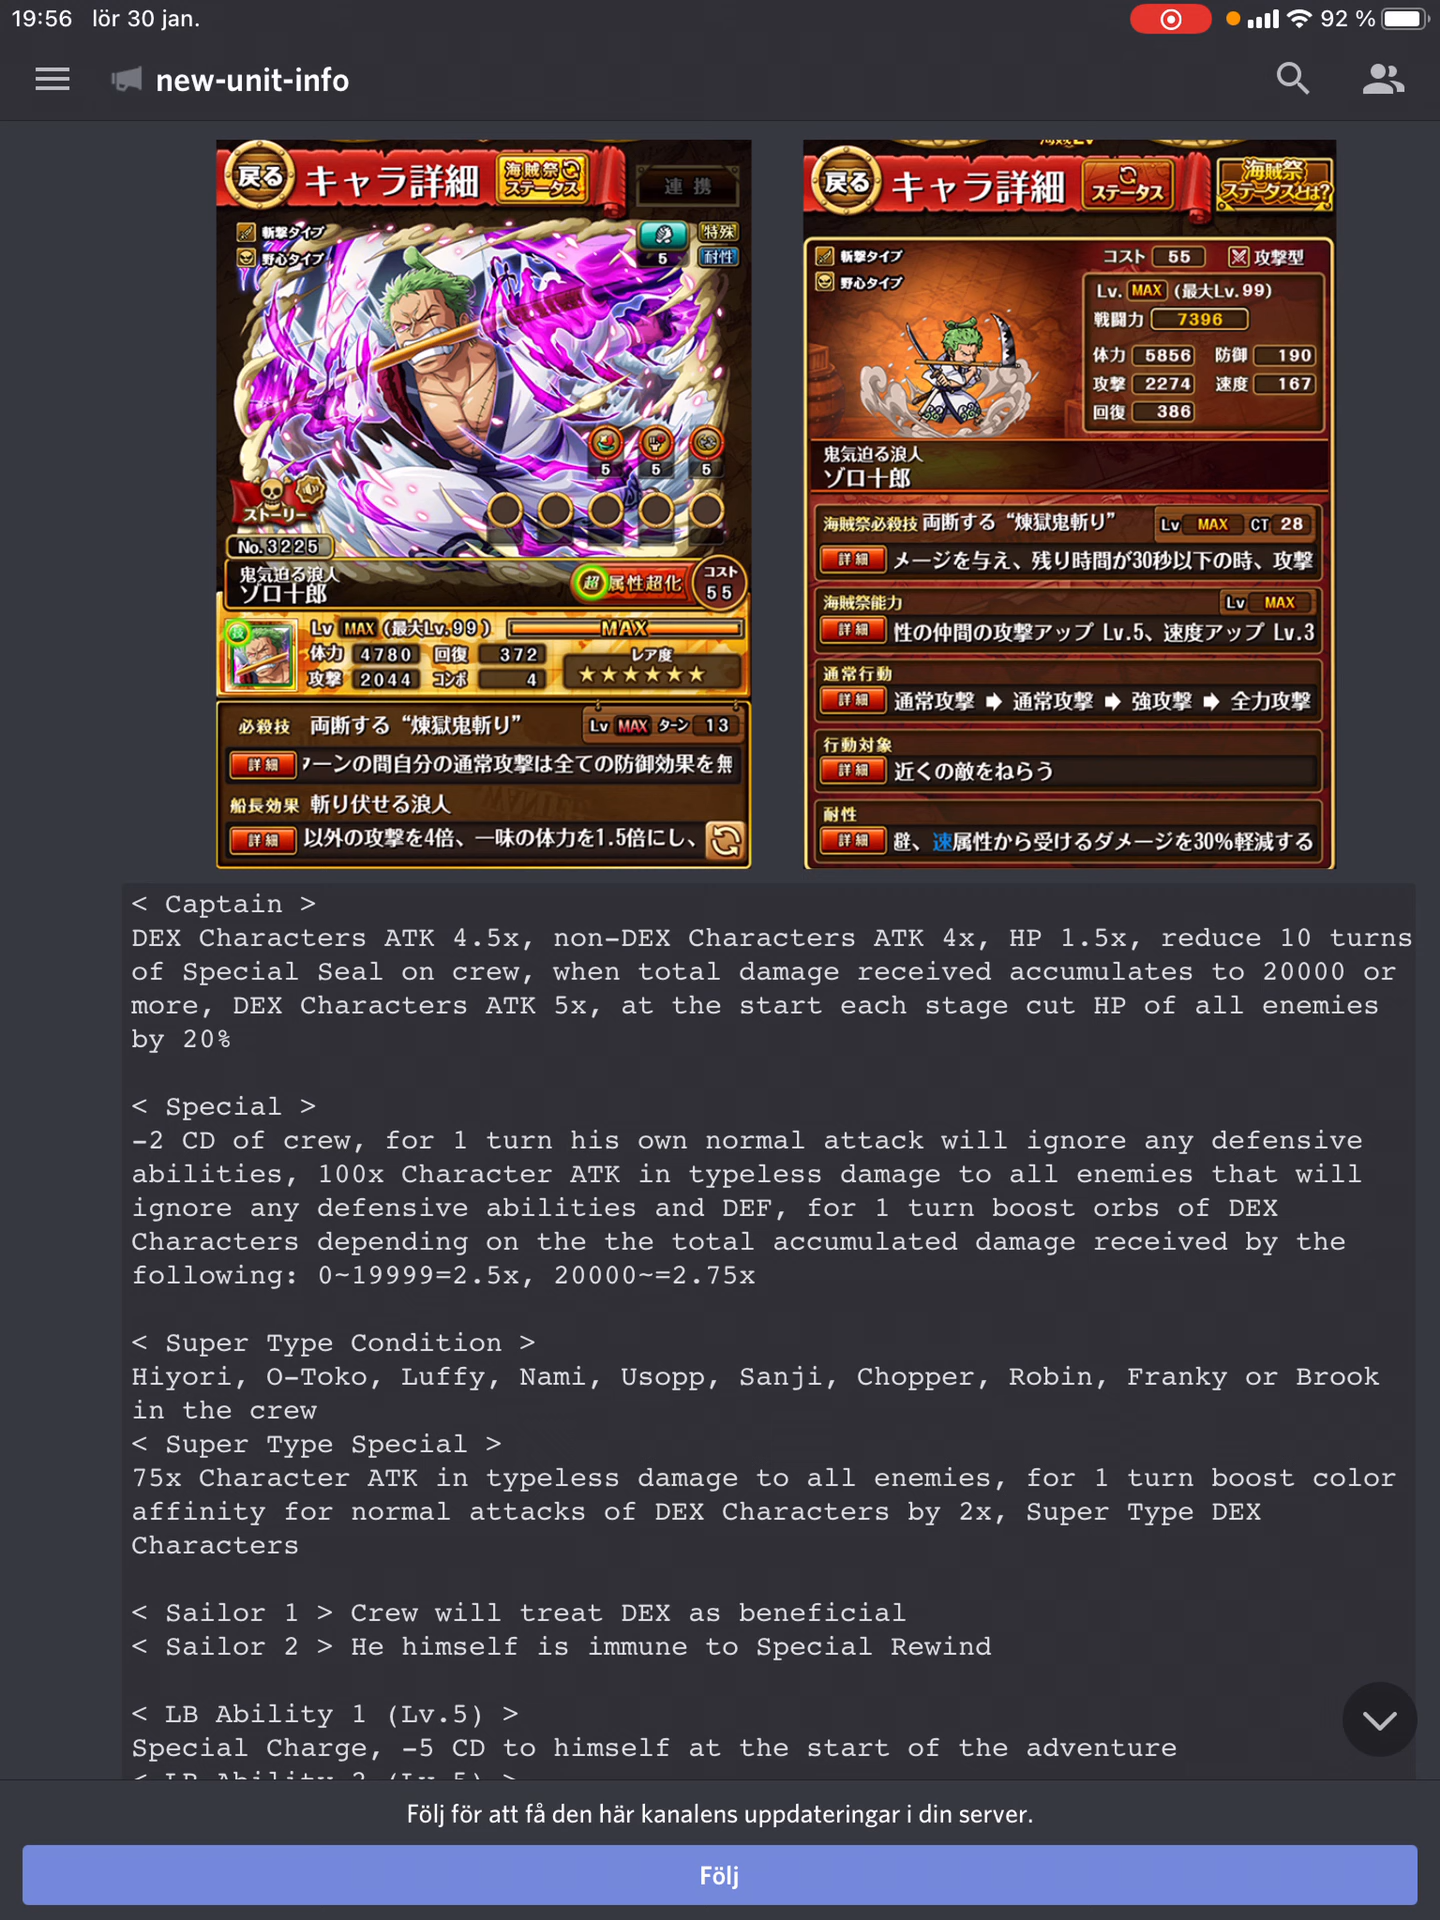 19:56 lör 30 jan.
92 %
new-unit-info
戻る
キャラ詳細
海賊祭
ステータス
連携
斬撃タイプ
野心タイプ
5
特殊
耐性
5 5 5
ストーリー
No.3225
鬼気迫る浪人
ゾロ十郎
超 属性超化
コスト
55
技
Lv MAX (最大Lv.99) MAX
体力 4780 回復 372 レア度
攻撃 2044 コンボ 4 ★★★★★★
必殺技 両断する“煉獄鬼斬り” Lv MAX ターン 13
詳細 ターンの間自分の通常攻撃は全ての防御効果を無
船長効果 斬り伏せる浪人
詳細 以外の攻撃を4倍、一味の体力を1.5倍にし、
戻る
キャラ詳細
ステータス
海賊祭
ステータスとは?
斬撃タイプ
野心タイプ
コスト 55 攻撃型
Lv. MAX (最大Lv.99)
戦闘力 7396
体力 5856 防御 190
攻撃 2274 速度 167
回復 386
鬼気迫る浪人
ゾロ十郎
海賊祭必殺技 両断する“煉獄鬼斬り” Lv MAX CT 28
詳細 メージを与え、残り時間が30秒以下の時、攻撃
海賊祭能力 Lv MAX
詳細 性の仲間の攻撃アップ Lv.5、速度アップ Lv.3
通常行動
詳細 通常攻撃 ➡ 通常攻撃 ➡ 強攻撃 ➡ 全力攻撃
行動対象
詳細 近くの敵をねらう
耐性
詳細 避、速属性から受けるダメージを30%軽減する
< Captain >
DEX Characters ATK 4.5x, non-DEX Characters ATK 4x, HP 1.5x, reduce 10 turns
of Special Seal on crew, when total damage received accumulates to 20000 or
more, DEX Characters ATK 5x, at the start each stage cut HP of all enemies
by 20%
< Special >
-2 CD of crew, for 1 turn his own normal attack will ignore any defensive
abilities, 100x Character ATK in typeless damage to all enemies that will
ignore any defensive abilities and DEF, for 1 turn boost orbs of DEX
Characters depending on the the total accumulated damage received by the
following: 0~19999=2.5x, 20000~=2.75x
< Super Type Condition >
Hiyori, O-Toko, Luffy, Nami, Usopp, Sanji, Chopper, Robin, Franky or Brook
in the crew
< Super Type Special >
75x Character ATK in typeless damage to all enemies, for 1 turn boost color
affinity for normal attacks of DEX Characters by 2x, Super Type DEX
Characters
< Sailor 1 > Crew will treat DEX as beneficial
< Sailor 2 > He himself is immune to Special Rewind
< LB Ability 1 (Lv.5) >
Special Charge, -5 CD to himself at the start of the adventure
< LB Ability 2 (Lv.5) >
Följ för att få den här kanalens uppdateringar i din server.
Följ